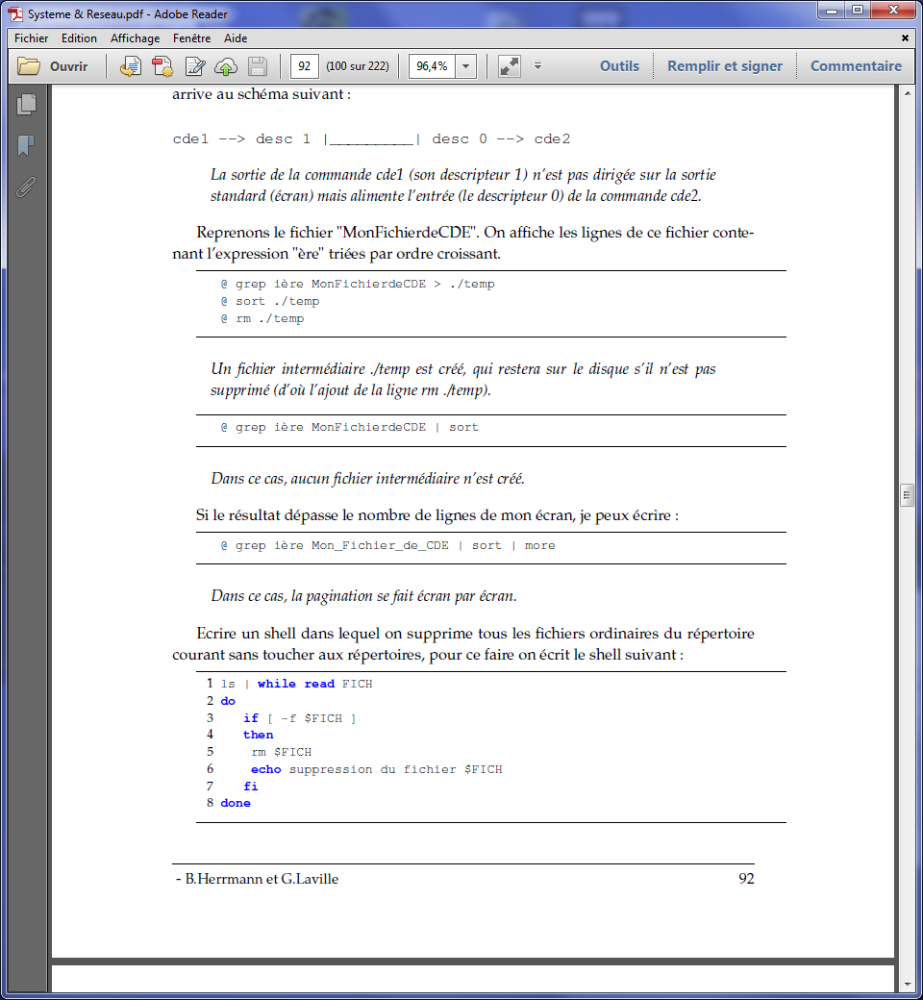 Systeme & Reseau.pdf - Adobe Reader
Fichier Edition Affichage Fenêtre Aide
Ouvrir 92 (100 sur 222) 96,4% Outils Remplir et signer Commentaire
arrive au schéma suivant :
cde1 --> desc 1 |_________| desc 0 --> cde2
La sortie de la commande cde1 (son descripteur 1) n'est pas dirigée sur la sortie
standard (écran) mais alimente l'entrée (le descripteur 0) de la commande cde2.
Reprenons le fichier "MonFichierdeCDE". On affiche les lignes de ce fichier conte-
nant l'expression "ère" triées par ordre croissant.
@ grep ière MonFichierdeCDE > ./temp
@ sort ./temp
@ rm ./temp
Un fichier intermédiaire ./temp est créé, qui restera sur le disque s'il n'est pas
supprimé (d'où l'ajout de la ligne rm ./temp).
@ grep ière MonFichierdeCDE | sort
Dans ce cas, aucun fichier intermédiaire n'est créé.
Si le résultat dépasse le nombre de lignes de mon écran, je peux écrire :
@ grep ière Mon_Fichier_de_CDE | sort | more
Dans ce cas, la pagination se fait écran par écran.
Ecrire un shell dans lequel on supprime tous les fichiers ordinaires du répertoire
courant sans toucher aux répertoires, pour ce faire on écrit le shell suivant :
1 ls | while read FICH
2 do
3 if [ -f $FICH ]
4 then
5 rm $FICH
6 echo suppression du fichier $FICH
7 fi
8 done
- B.Herrmann et G.Laville 92